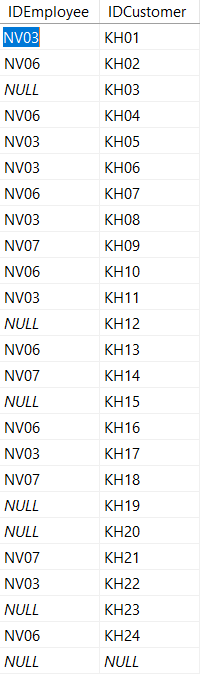 IDEmployee IDCustomer
NV03 KH01
NV06 KH02
NULL KH03
NV06 KH04
NV03 KH05
NV03 KH06
NV06 KH07
NV03 KH08
NV07 KH09
NV06 KH10
NV03 KH11
NULL KH12
NV06 KH13
NV07 KH14
NULL KH15
NV06 KH16
NV03 KH17
NV07 KH18
NULL KH19
NULL KH20
NV07 KH21
NV03 KH22
NULL KH23
NV06 KH24
NULL NULL